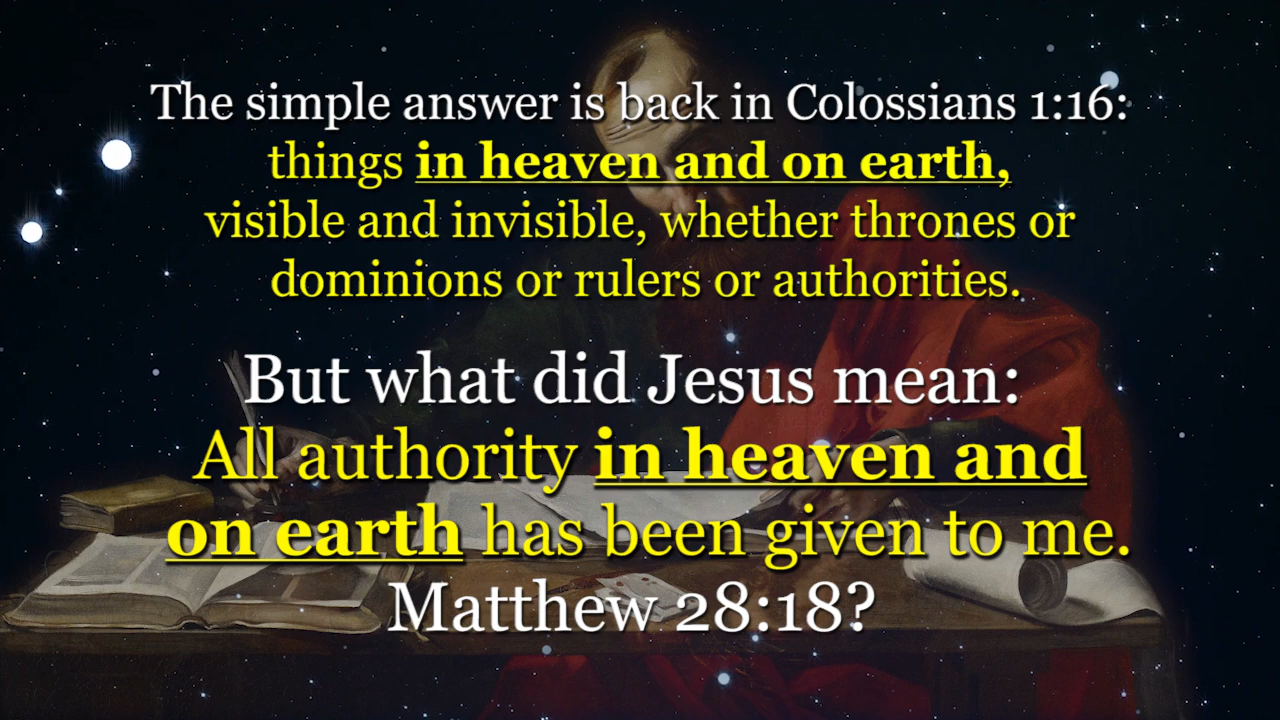 The simple answer is back in Colossians 1:16:
things in heaven and on earth,
visible and invisible, whether thrones or
dominions or rulers or authorities.
But what did Jesus mean:
All authority in heaven and
on earth has been given to me.
Matthew 28:18?